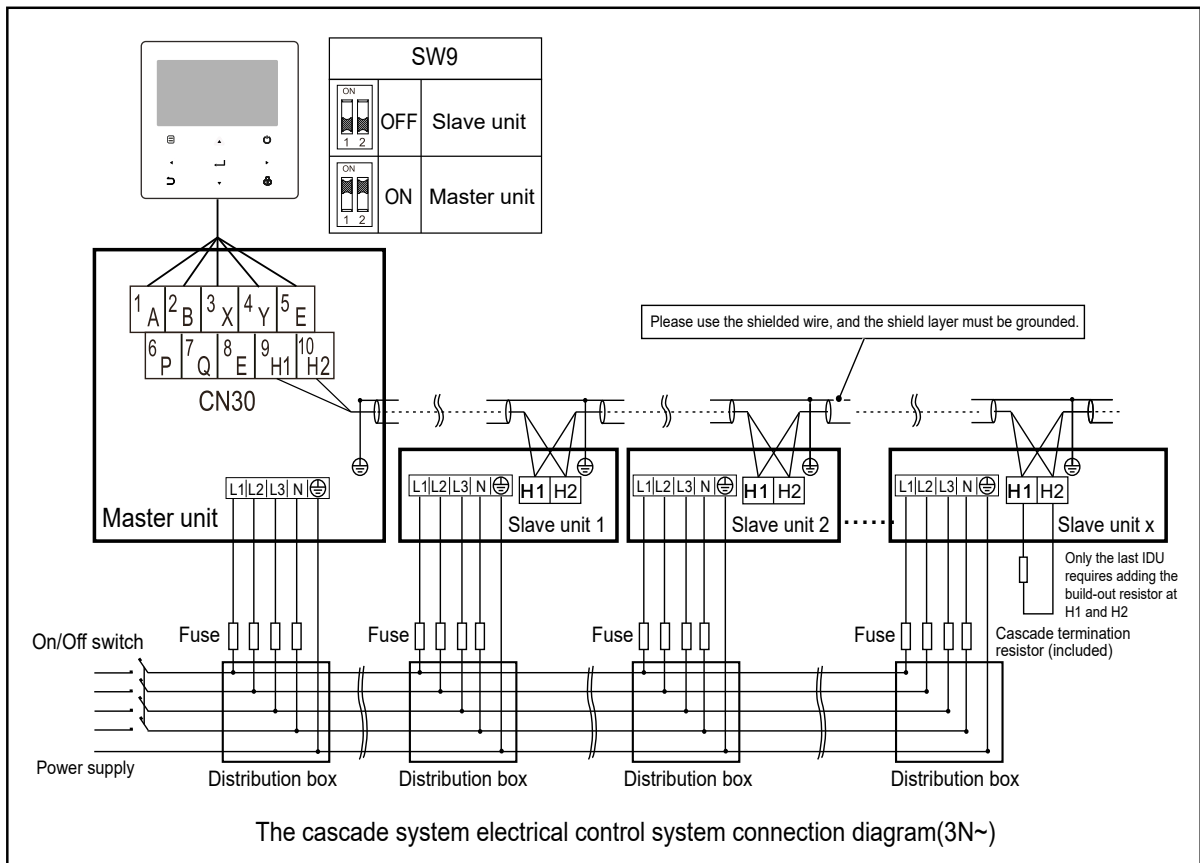 SW9
ON
1 2
OFF
Slave unit
ON
1 2
ON
Master unit
1 A
2 B
3 X
4 Y
5 E
6 P
7 Q
8 E
9 H1
10 H2
CN30
Please use the shielded wire, and the shield layer must be grounded.
L1 L2 L3 N
Master unit
L1 L2 L3 N
H1 H2
Slave unit 1
L1 L2 L3 N
H1 H2
Slave unit 2
......
L1 L2 L3 N
H1 H2
Slave unit x
Only the last IDU
requires adding the
build-out resistor at
H1 and H2
Cascade termination
resistor (included)
On/Off switch
Fuse
Fuse
Fuse
Fuse
Power supply
Distribution box
Distribution box
Distribution box
Distribution box
The cascade system electrical control system connection diagram(3N~)